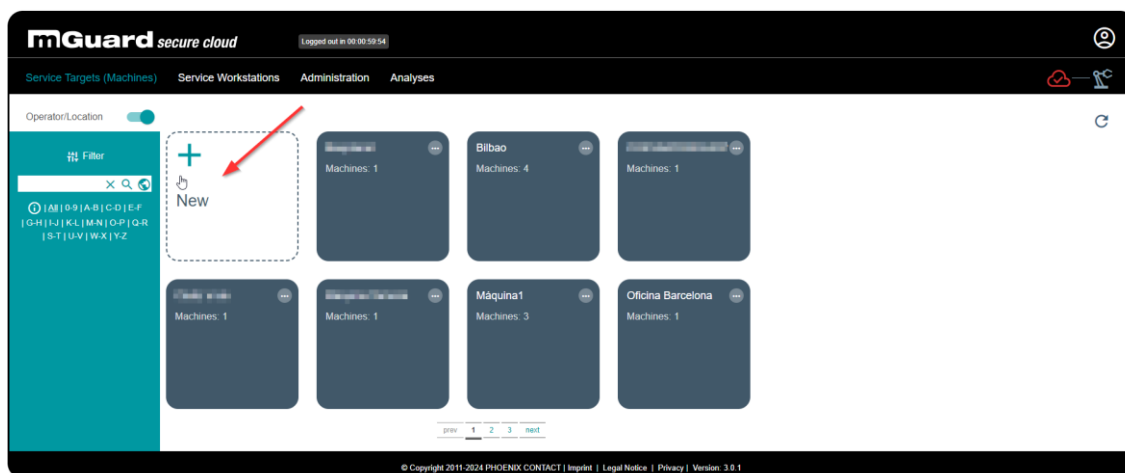 mGuard secure cloud
Logged out in 00:00:59:54
Service Targets (Machines) Service Workstations Administration Analyses
Operator/Location
Filter
All | 0-9 | A-B | C-D | E-F
| G-H | I-J | K-L | M-N | O-P | Q-R
| S-T | U-V | W-X | Y-Z
New
Machines: 1
Bilbao
Machines: 4
Machines: 1
Machines: 1
Machines: 1
Máquina1
Machines: 3
Oficina Barcelona
Machines: 1
prev 1 2 3 next
© Copyright 2011-2024 PHOENIX CONTACT | Imprint | Legal Notice | Privacy | Version: 3.0.1